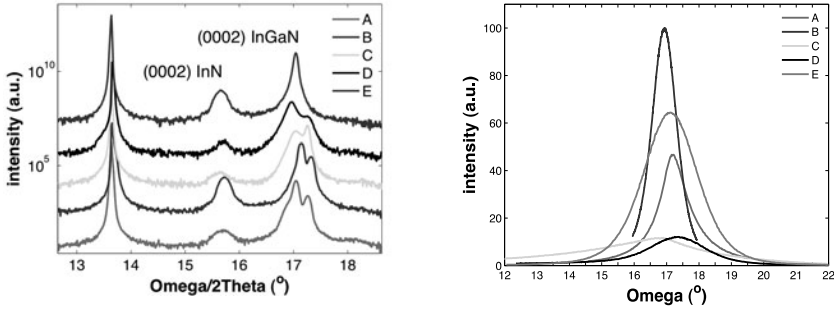 (0002) InGaN
(0002) InN
A
B
C
D
E
10^10
10^5
intensity (a.u.)
13 14 15 16 17 18
Omega/2Theta (°)
A
B
C
D
E
100
80
60
40
20
0
intensity (a.u.)
12 13 14 15 16 17 18 19 20 21 22
Omega (°)